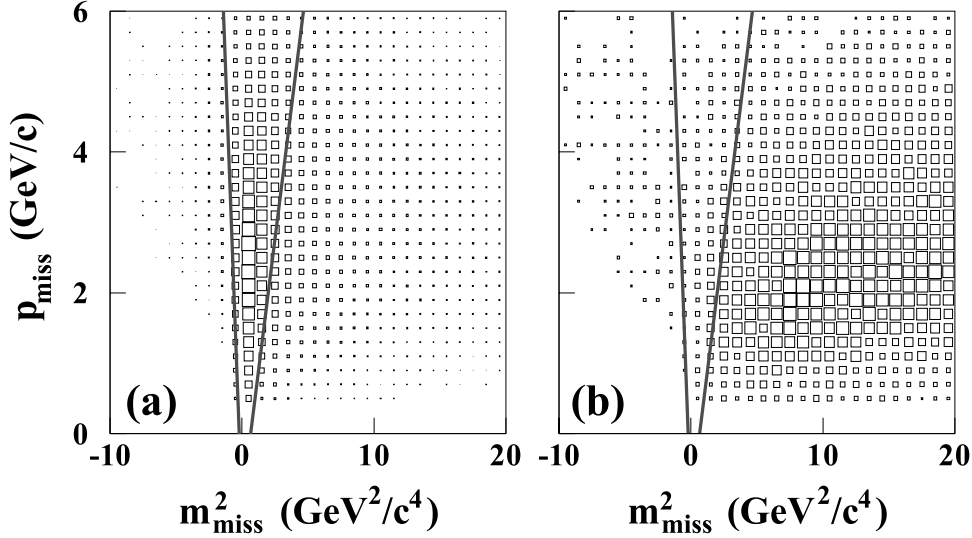 6
4
2
0
p_miss (GeV/c)
(a)
(b)
-10 0 10 20
-10 0 10 20
m²_miss (GeV²/c⁴)
m²_miss (GeV²/c⁴)